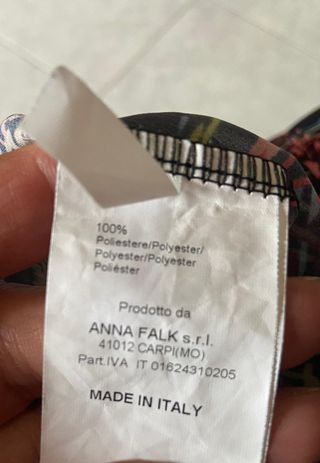 100%
Poliestere/Polyester/
Polyester/Polyester
Poliéster
Prodotto da
ANNA FALK s.r.l.
41012 CARPI(MO)
Part.IVA IT 01624310205
MADE IN ITALY